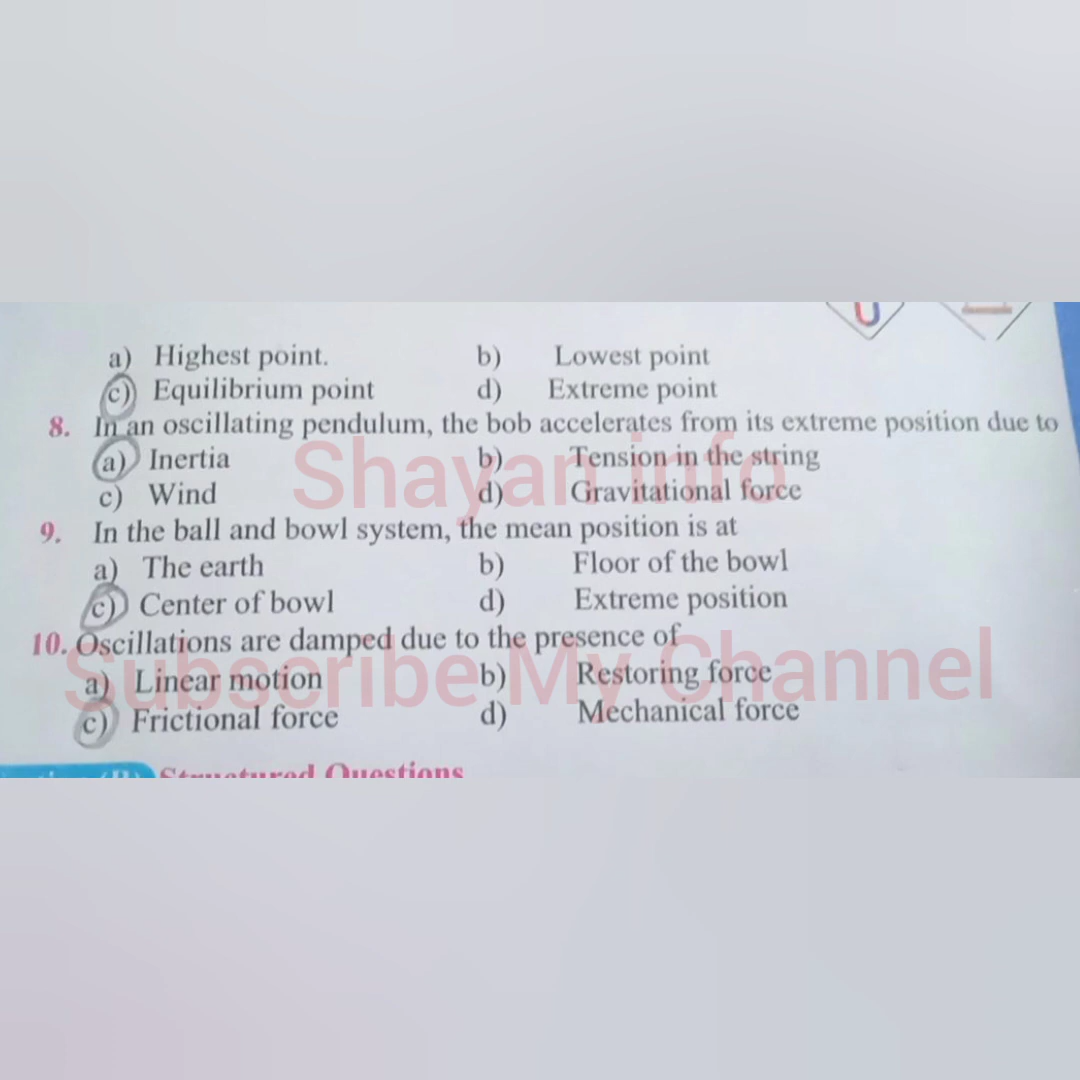 a) Highest point. b) Lowest point
c) Equilibrium point d) Extreme point
8. In an oscillating pendulum, the bob accelerates from its extreme position due to
a) Inertia b) Tension in the string
c) Wind d) Gravitational force
Shayan info
9. In the ball and bowl system, the mean position is at
a) The earth b) Floor of the bowl
c) Center of bowl d) Extreme position
10. Oscillations are damped due to the presence of
Subscribe My Channel
a) Linear motion b) Restoring force
c) Frictional force d) Mechanical force
Structured Questions